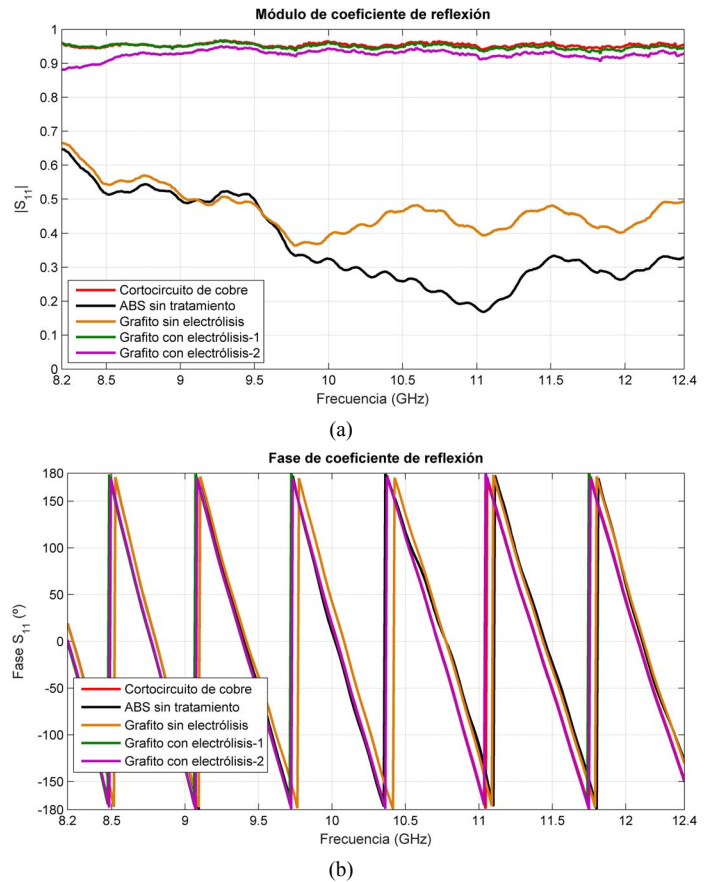 Módulo de coeficiente de reflexión
1
0.9
0.8
0.7
0.6
0.5
0.4
0.3
0.2
0.1
0
|S11|
Cortocircuito de cobre
ABS sin tratamiento
Grafito sin electrólisis
Grafito con electrólisis-1
Grafito con electrólisis-2
8.2 8.5 9 9.5 10 10.5 11 11.5 12 12.4
Frecuencia (GHz)
(a)
Fase de coeficiente de reflexión
180
150
100
50
0
-50
-100
-150
-180
Fase S11 (º)
Cortocircuito de cobre
ABS sin tratamiento
Grafito sin electrólisis
Grafito con electrólisis-1
Grafito con electrólisis-2
8.2 8.5 9 9.5 10 10.5 11 11.5 12 12.4
Frecuencia (GHz)
(b)